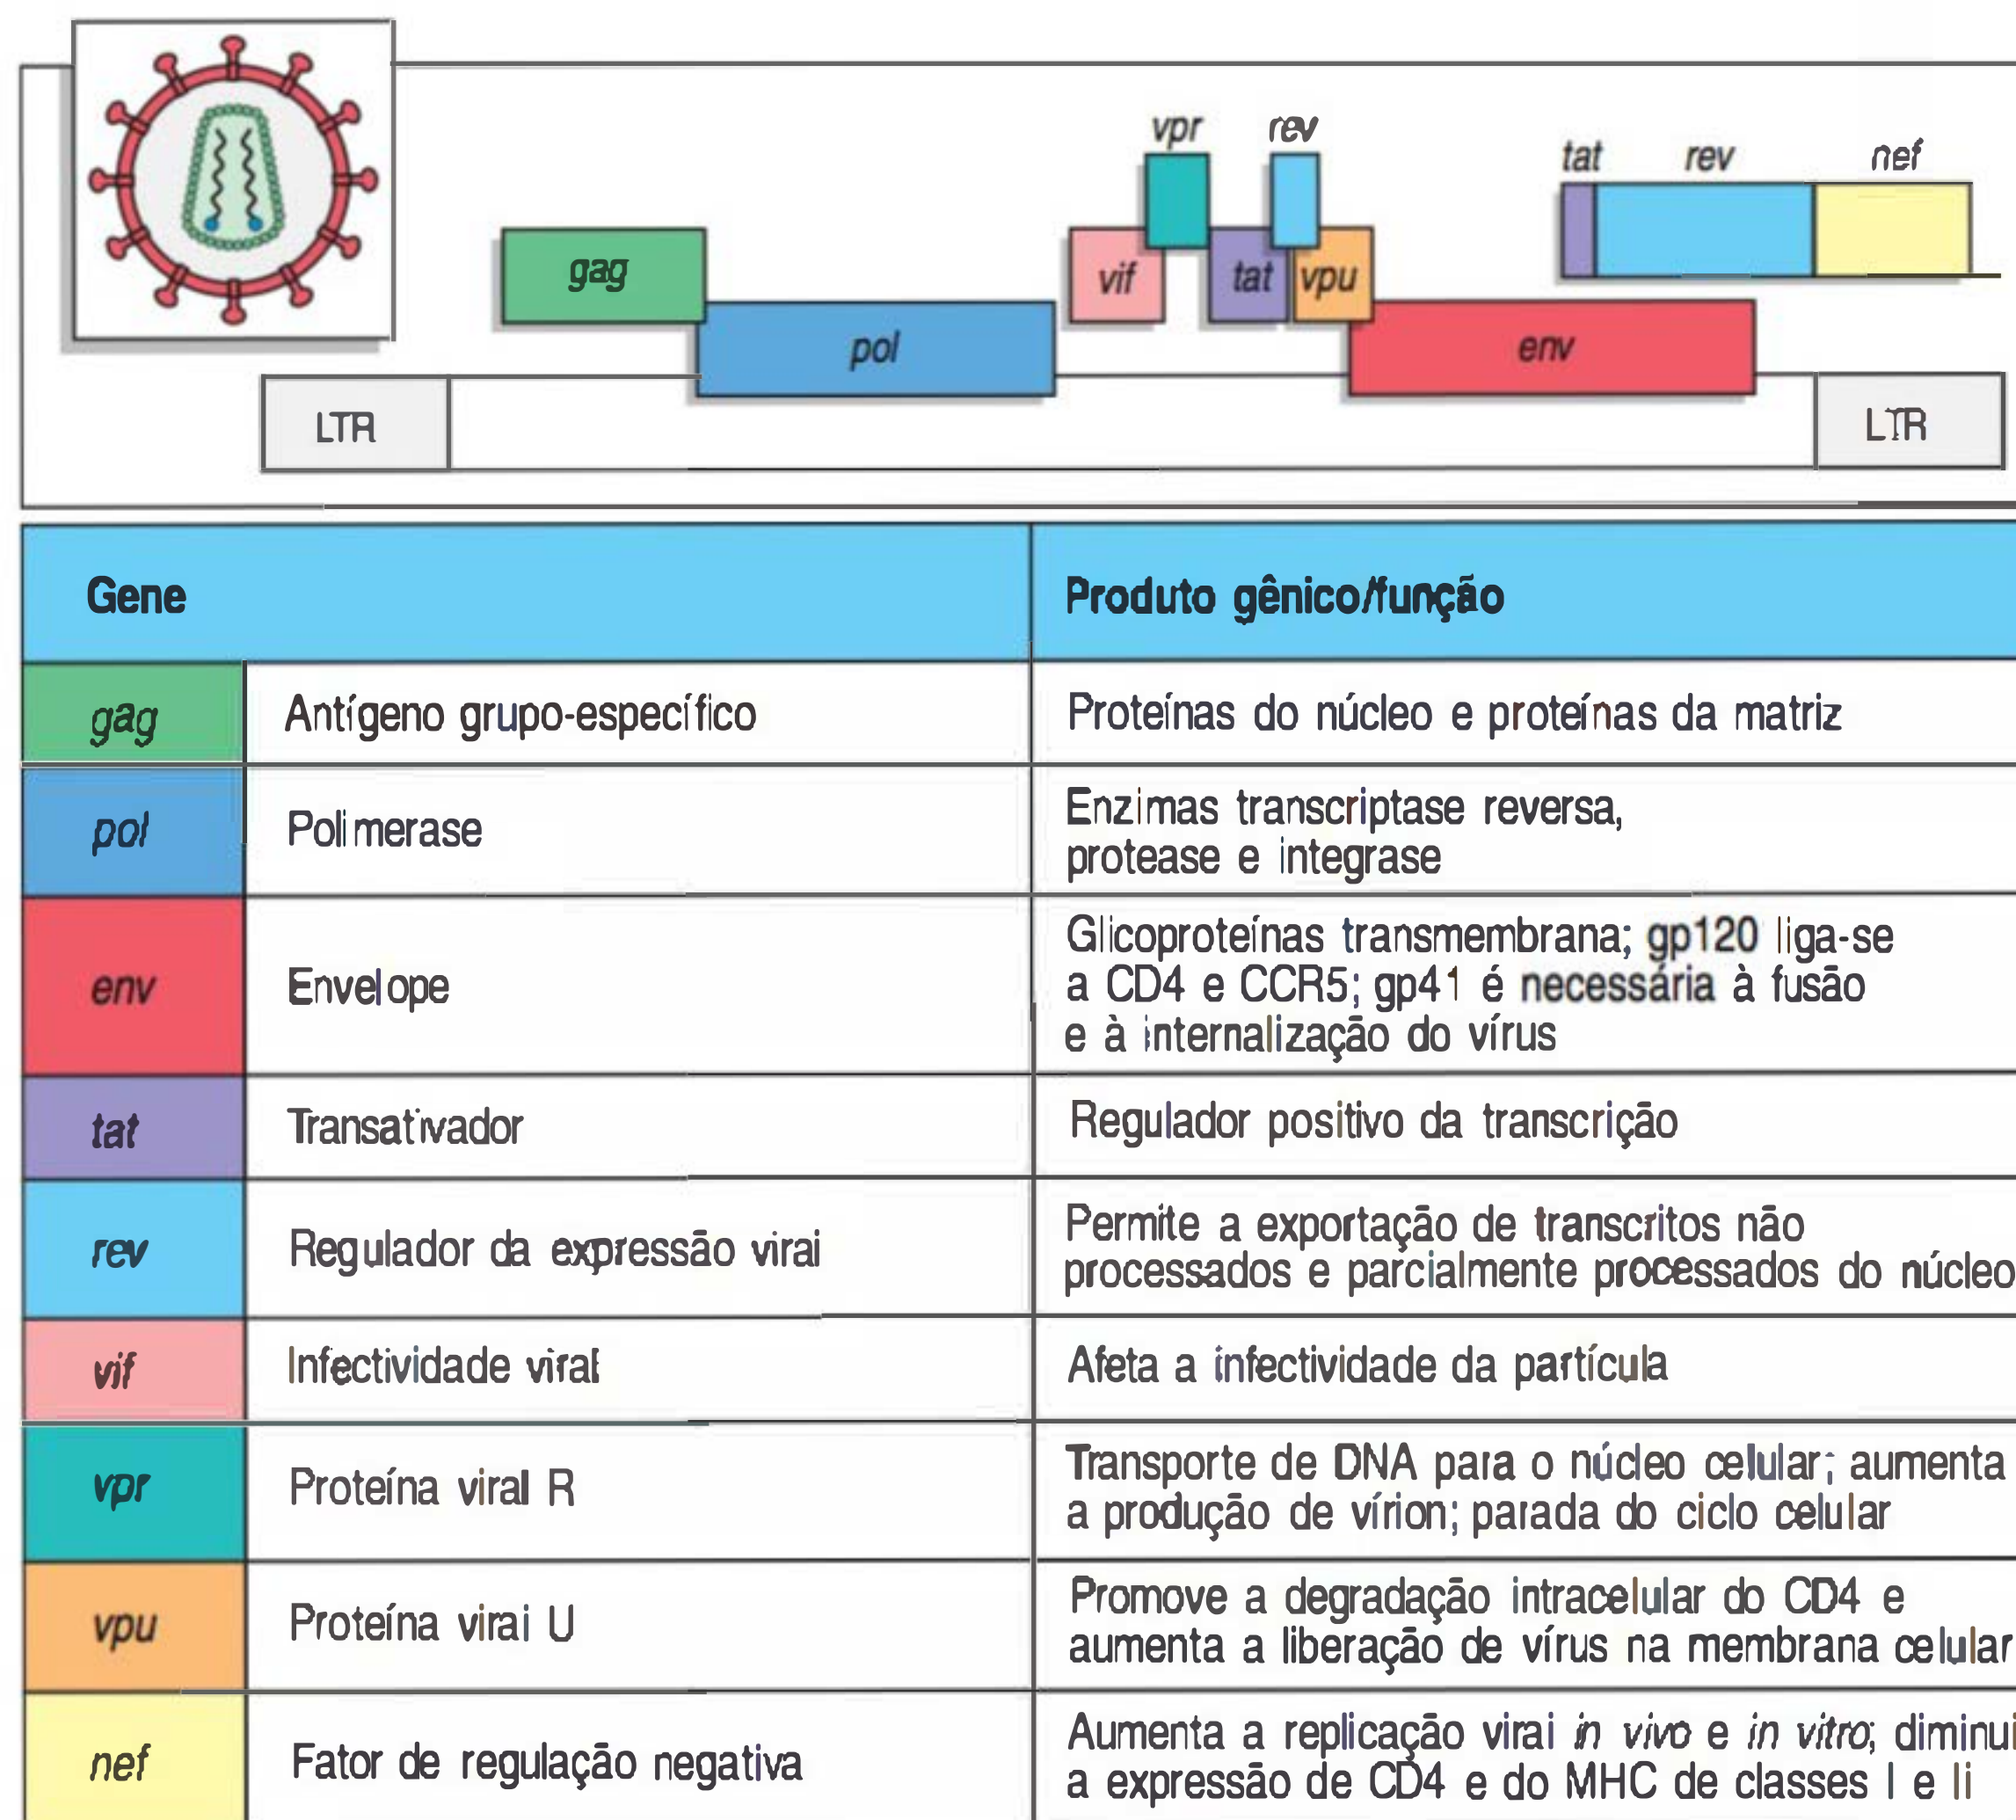 vpr rev
tat rev nef
gag
vif tat vpu
pol env
LTR LTR
Gene Produto gênico/função
gag Antígeno grupo-específico Proteínas do núcleo e proteínas da matriz
pol Polimerase Enzimas transcriptase reversa,
protease e integrase
env Envelope Glicoproteínas transmembrana; gp120 liga-se
a CD4 e CCR5; gp41 é necessária à fusão
e à internalização do vírus
tat Transativador Regulador positivo da transcrição
rev Regulador da expressão virai Permite a exportação de transcritos não
processados e parcialmente processados do núcleo
vif Infectividade viral Afeta a infectividade da partícula
vpr Proteína viral R Transporte de DNA para o núcleo celular; aumenta
a produção de vírion; parada do ciclo celular
vpu Proteína virai U Promove a degradação intracelular do CD4 e
aumenta a liberação de vírus na membrana celular
nef Fator de regulação negativa Aumenta a replicação virai in vivo e in vitro; diminui
a expressão de CD4 e do MHC de classes I e li